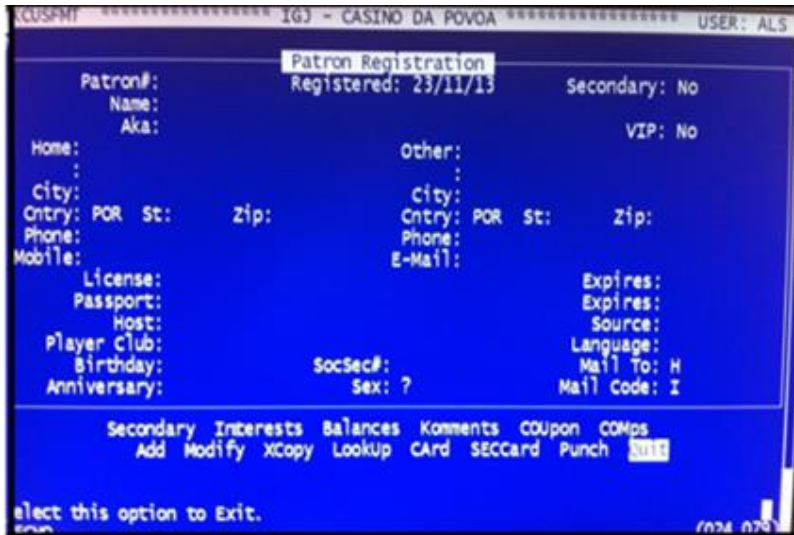 KCUSFMT ****************** IGJ - CASINO DA POVOA ****************** USER: ALS
Patron Registration
Patron#: Registered: 23/11/13 Secondary: No
Name:
Aka: VIP: No
Home: Other:
: :
City: City:
Cntry: POR St: Zip: Cntry: POR St: Zip:
Phone: Phone:
Mobile: E-Mail:
License: Expires:
Passport: Expires:
Host: Source:
Player Club: Language:
Birthday: SocSec#: Mail To: H
Anniversary: Sex: ? Mail Code: I
Secondary Interests Balances Komments COUpon COMps
Add Modify XCopy LookUp CArd SECCard Punch Quit
elect this option to Exit.
(024,079)